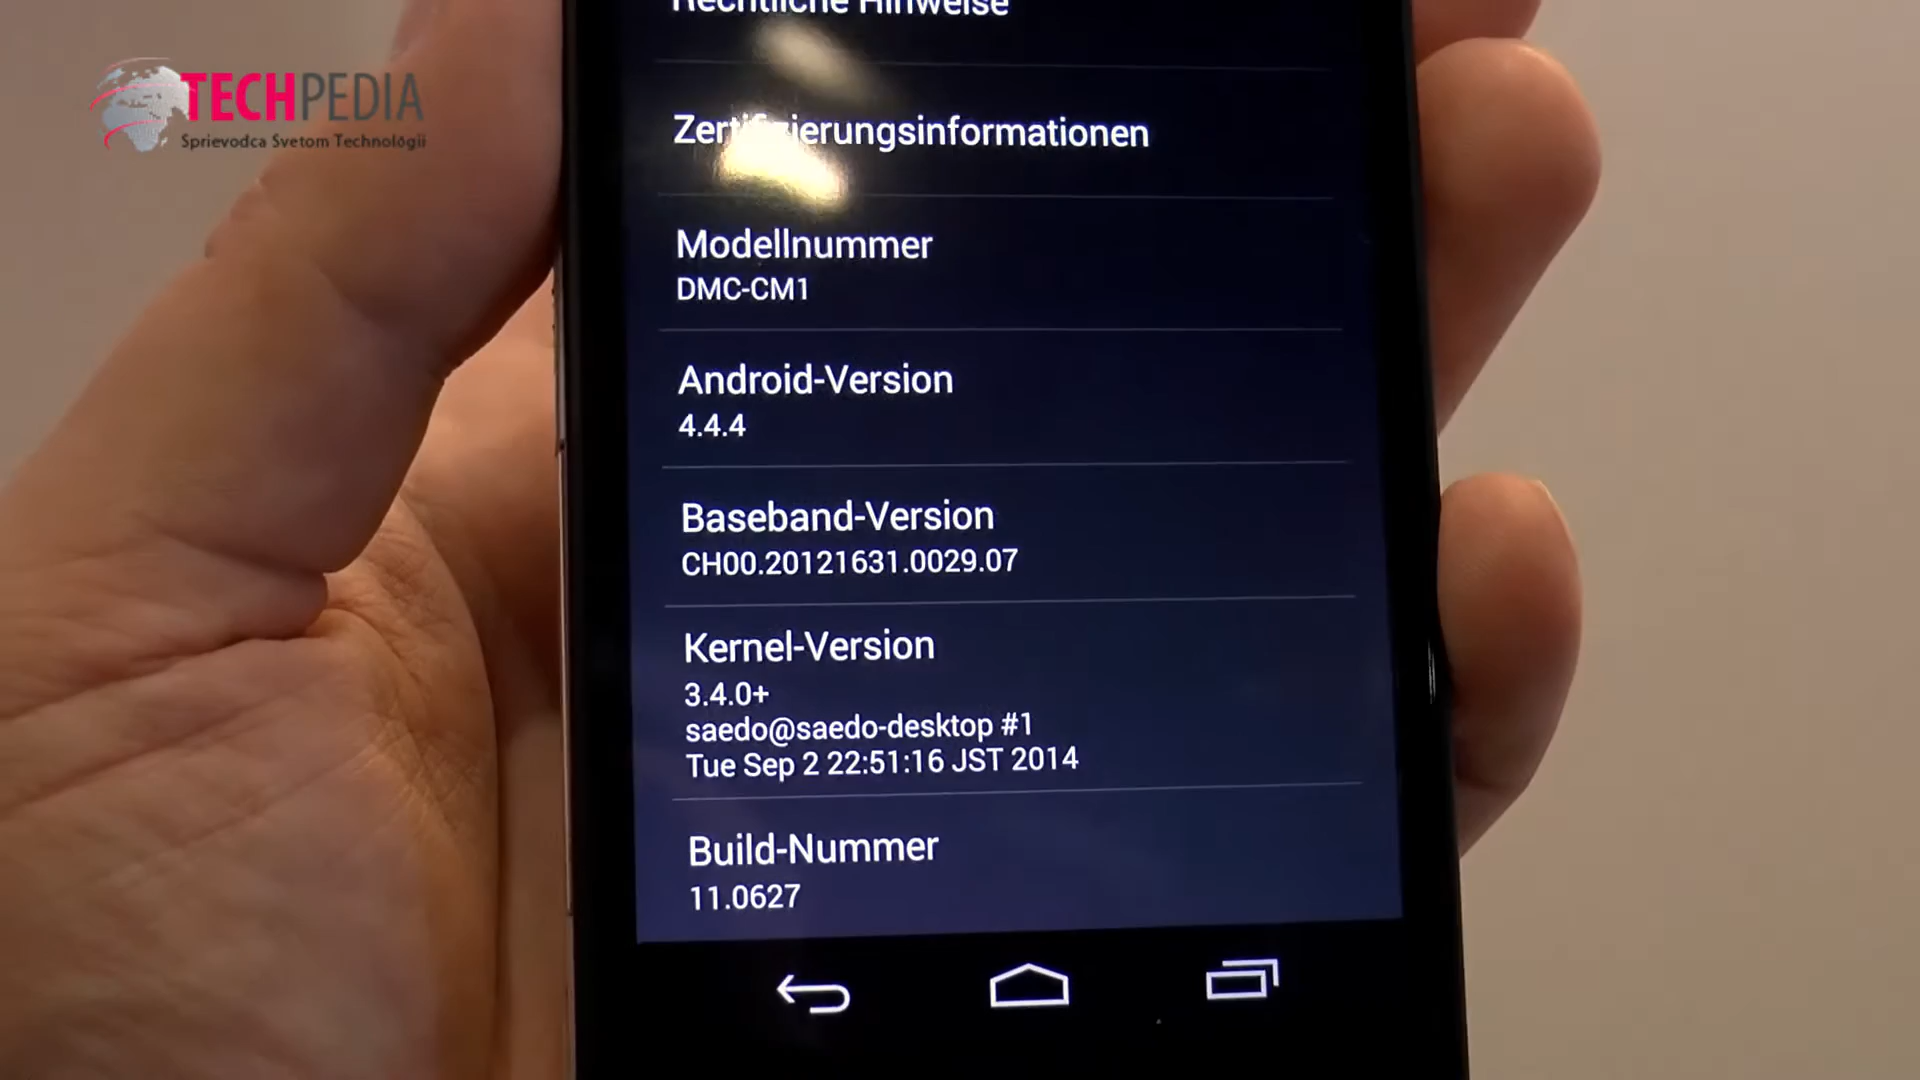 TECHPEDIA
Sprievodca Svetom Technológií
Rechtliche Hinweise
Zertifizierungsinformationen
Modellnummer
DMC-CM1
Android-Version
4.4.4
Baseband-Version
CH00.20121631.0029.07
Kernel-Version
3.4.0+
saedo@saedo-desktop #1
Tue Sep 2 22:51:16 JST 2014
Build-Nummer
11.0627